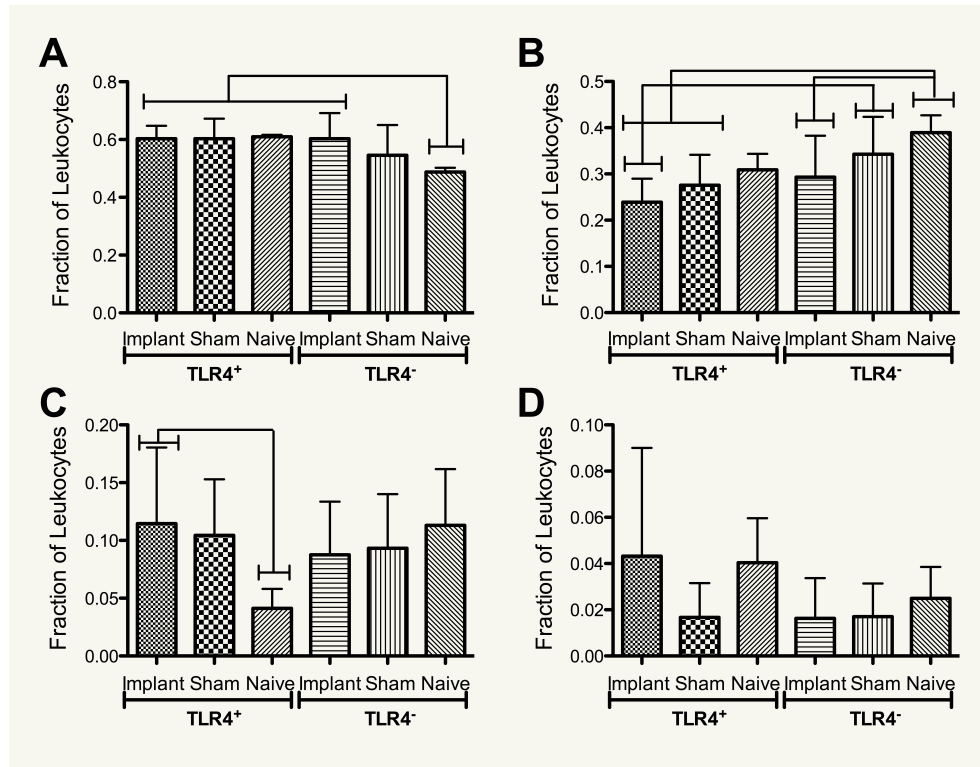 A
Fraction of Leukocytes
0.8
0.6
0.4
0.2
0.0
Implant Sham Naive Implant Sham Naive
TLR4⁺ TLR4⁻
B
Fraction of Leukocytes
0.5
0.4
0.3
0.2
0.1
0.0
Implant Sham Naive Implant Sham Naive
TLR4⁺ TLR4⁻
C
Fraction of Leukocytes
0.20
0.15
0.10
0.05
0.00
Implant Sham Naive Implant Sham Naive
TLR4⁺ TLR4⁻
D
Fraction of Leukocytes
0.10
0.08
0.06
0.04
0.02
0.00
Implant Sham Naive Implant Sham Naive
TLR4⁺ TLR4⁻